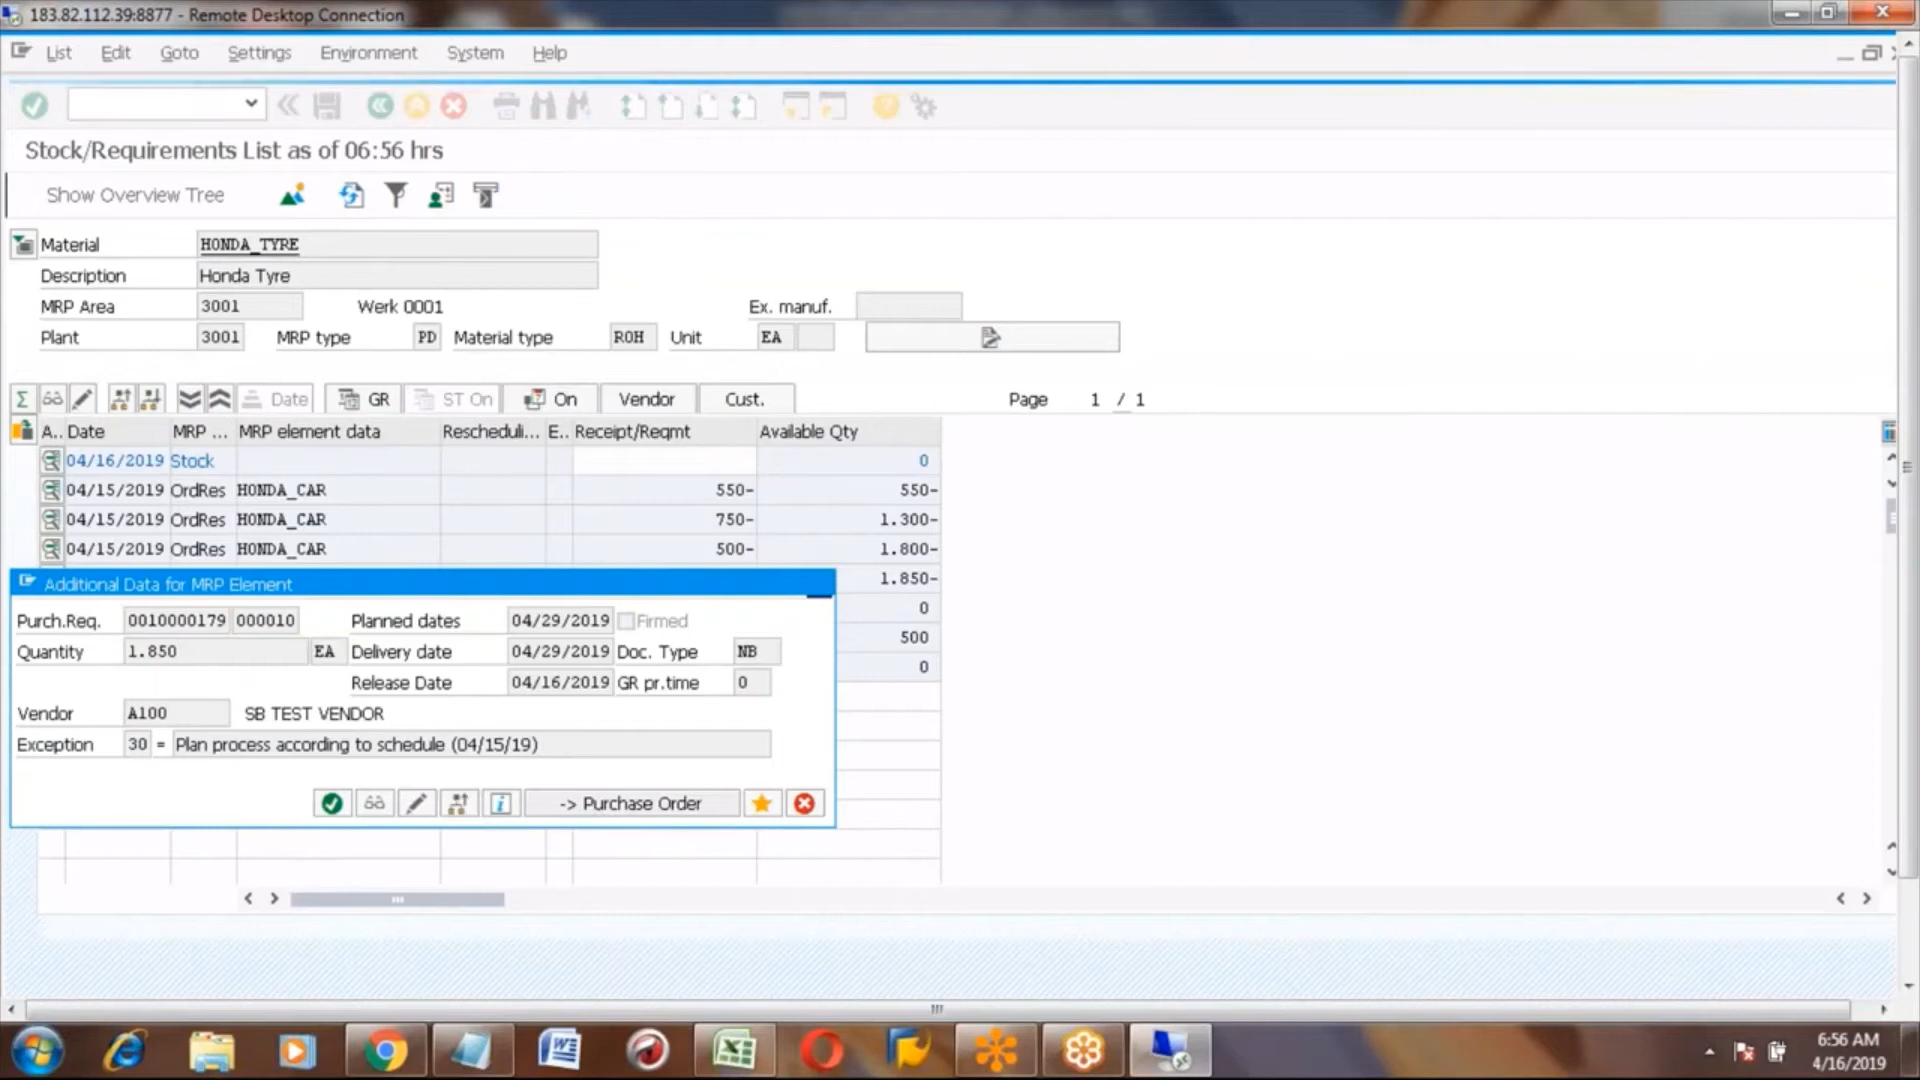 183.82.112.39:8877 - Remote Desktop Connection
List Edit Goto Settings Environment System Help
Stock/Requirements List as of 06:56 hrs
Show Overview Tree
Material HONDA_TYRE
Description Honda Tyre
MRP Area 3001 Werk 0001 Ex. manuf.
Plant 3001 MRP type PD Material type ROH Unit EA
Date GR ST On On Vendor Cust. Page 1 / 1
A.. Date MRP ... MRP element data Rescheduli... E.. Receipt/Reqmt Available Qty
04/16/2019 Stock 0
04/15/2019 OrdRes HONDA_CAR 550- 550-
04/15/2019 OrdRes HONDA_CAR 750- 1.300-
04/15/2019 OrdRes HONDA_CAR 500- 1.800-
1.850-
0
500
0
Additional Data for MRP Element
Purch.Req. 0010000179 000010 Planned dates 04/29/2019 Firmed
Quantity 1.850 EA Delivery date 04/29/2019 Doc. Type NB
Release Date 04/16/2019 GR pr.time 0
Vendor A100 SB TEST VENDOR
Exception 30 = Plan process according to schedule (04/15/19)
-> Purchase Order
6:56 AM
4/16/2019